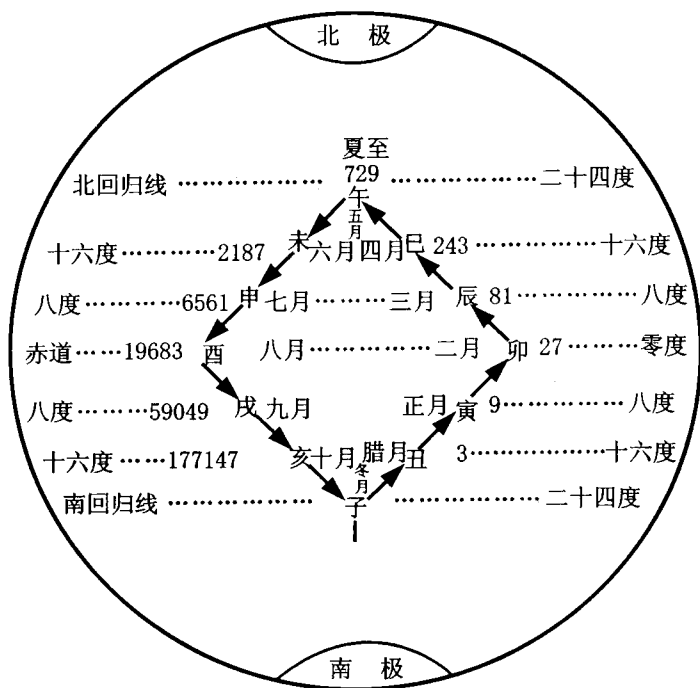 北 极
夏至
北回归线 ……………… 729 ……………… 二十四度
午
五月
十六度 ………… 2187 未 六月 四月 巳 243 …………… 十六度
八度 ………… 6561 申 七月 …… …… 三月 辰 81 …………… 八度
赤道 …… 19683 酉 八月 …………… 二月 卯 27 ……… 零度
八度 ……… 59049 戌 九月 正月 寅 9 …………… 八度
十六度 …… 177147 亥 十月 腊月 丑 3 …………… 十六度
冬月
南回归线 ……………… 子 ……………… 二十四度
1
南 极